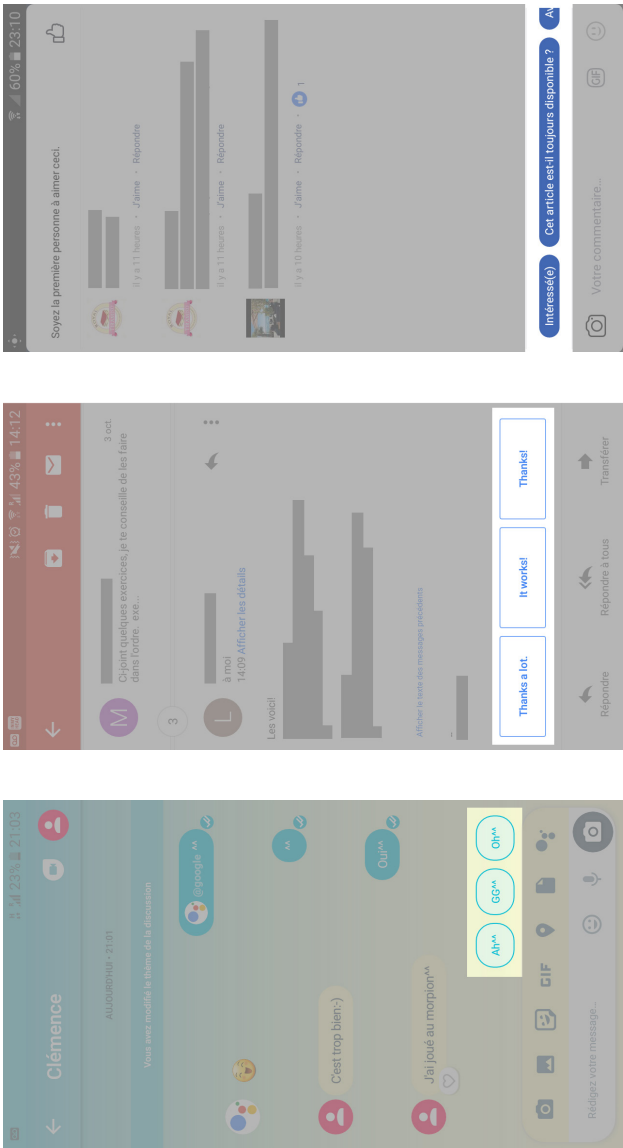 23% 21:03
Clémence
AUJOURD'HUI • 21:01
Vous avez modifié le thème de la discussion
@google ^^
^^
C'est trop bien:-)
Oui^^
J'ai joué au morpion^^
Ah^^
GG^^
Oh^^
GIF
Rédigez votre message...
43% 14:12
M
3 oct.
Ci-joint quelques exercices, je te conseille de les faire
dans l'ordre. exe...
3
L
à moi
14:09 Afficher les détails
Les voici!
Afficher le texte des messages précédents
Thanks a lot.
It works!
Thanks!
Répondre
Répondre à tous
Transférer
60% 23:10
Soyez la première personne à aimer ceci.
il y a 11 heures • J'aime • Répondre
il y a 11 heures • J'aime • Répondre
il y a 10 heures • J'aime • Répondre • 1
Intéressé(e)
Cet article est-il toujours disponible ?
Votre commentaire...
GIF